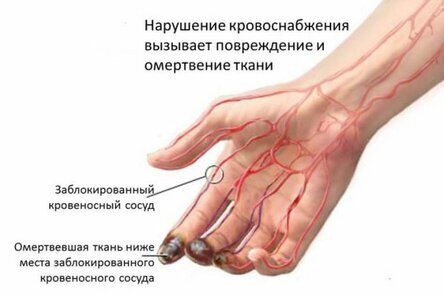 Нарушение кровоснабжения
вызывает повреждение и
омертвение ткани
Заблокированный
кровеносный сосуд
Омертвевшая ткань ниже
места заблокированного
кровеносного сосуда